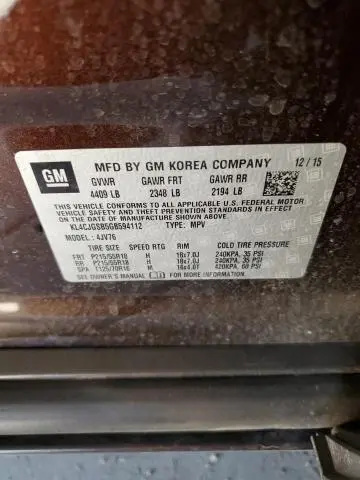 GM
MFD BY GM KOREA COMPANY 12/15
GVWR GAWR FRT GAWR RR
4409 LB 2348 LB 2194 LB
THIS VEHICLE CONFORMS TO ALL APPLICABLE U.S. FEDERAL MOTOR
VEHICLE SAFETY AND THEFT PREVENTION STANDARDS IN EFFECT ON THE
DATE OF MANUFACTURE SHOWN ABOVE.
KL4CJGSB5GB594112 TYPE: MPV
MODEL: 4JV76
TIRE SIZE SPEED RTG RIM COLD TIRE PRESSURE
FRT P215/55R18 H 18x7.0J 240KPA, 35 PSI
RR P215/55R18 H 18x7.0J 240KPA, 35 PSI
SPA T125/70R16 M 16x4.0T 420KPA, 60 PSI
SEE OWNER'S MANUAL